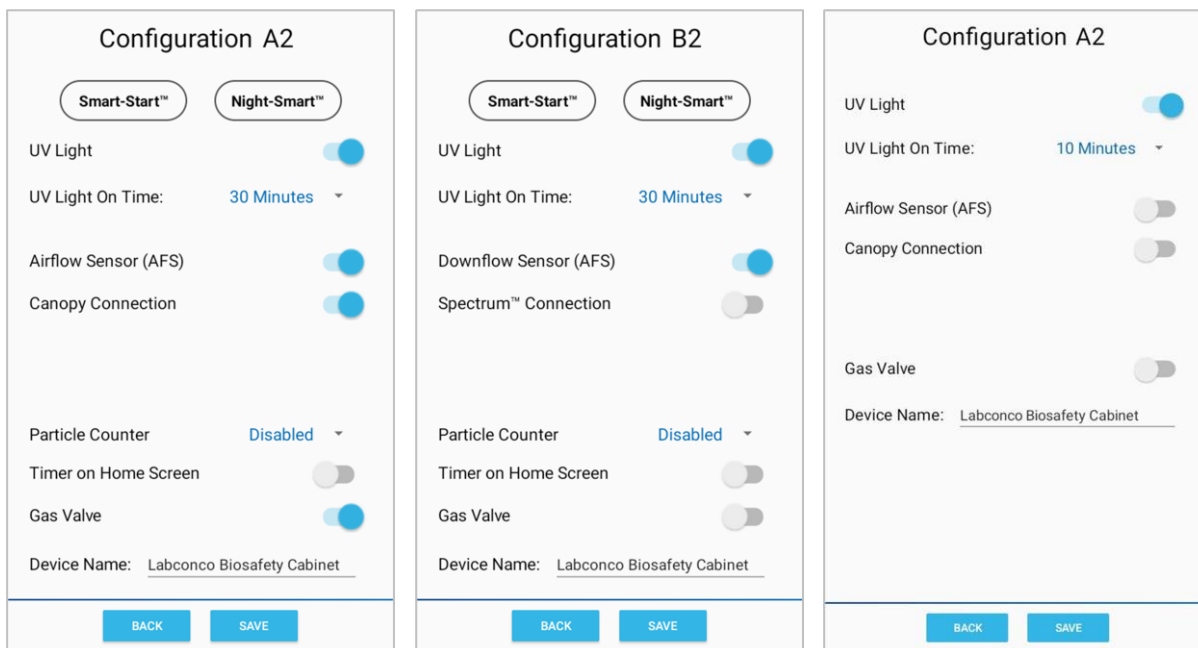 Configuration A2
Smart-Start™ Night-Smart™
UV Light
UV Light On Time: 30 Minutes
Airflow Sensor (AFS)
Canopy Connection
Particle Counter Disabled
Timer on Home Screen
Gas Valve
Device Name: Labconco Biosafety Cabinet
BACK SAVE
Configuration B2
Smart-Start™ Night-Smart™
UV Light
UV Light On Time: 30 Minutes
Downflow Sensor (AFS)
Spectrum™ Connection
Particle Counter Disabled
Timer on Home Screen
Gas Valve
Device Name: Labconco Biosafety Cabinet
BACK SAVE
Configuration A2
UV Light
UV Light On Time: 10 Minutes
Airflow Sensor (AFS)
Canopy Connection
Gas Valve
Device Name: Labconco Biosafety Cabinet
BACK SAVE